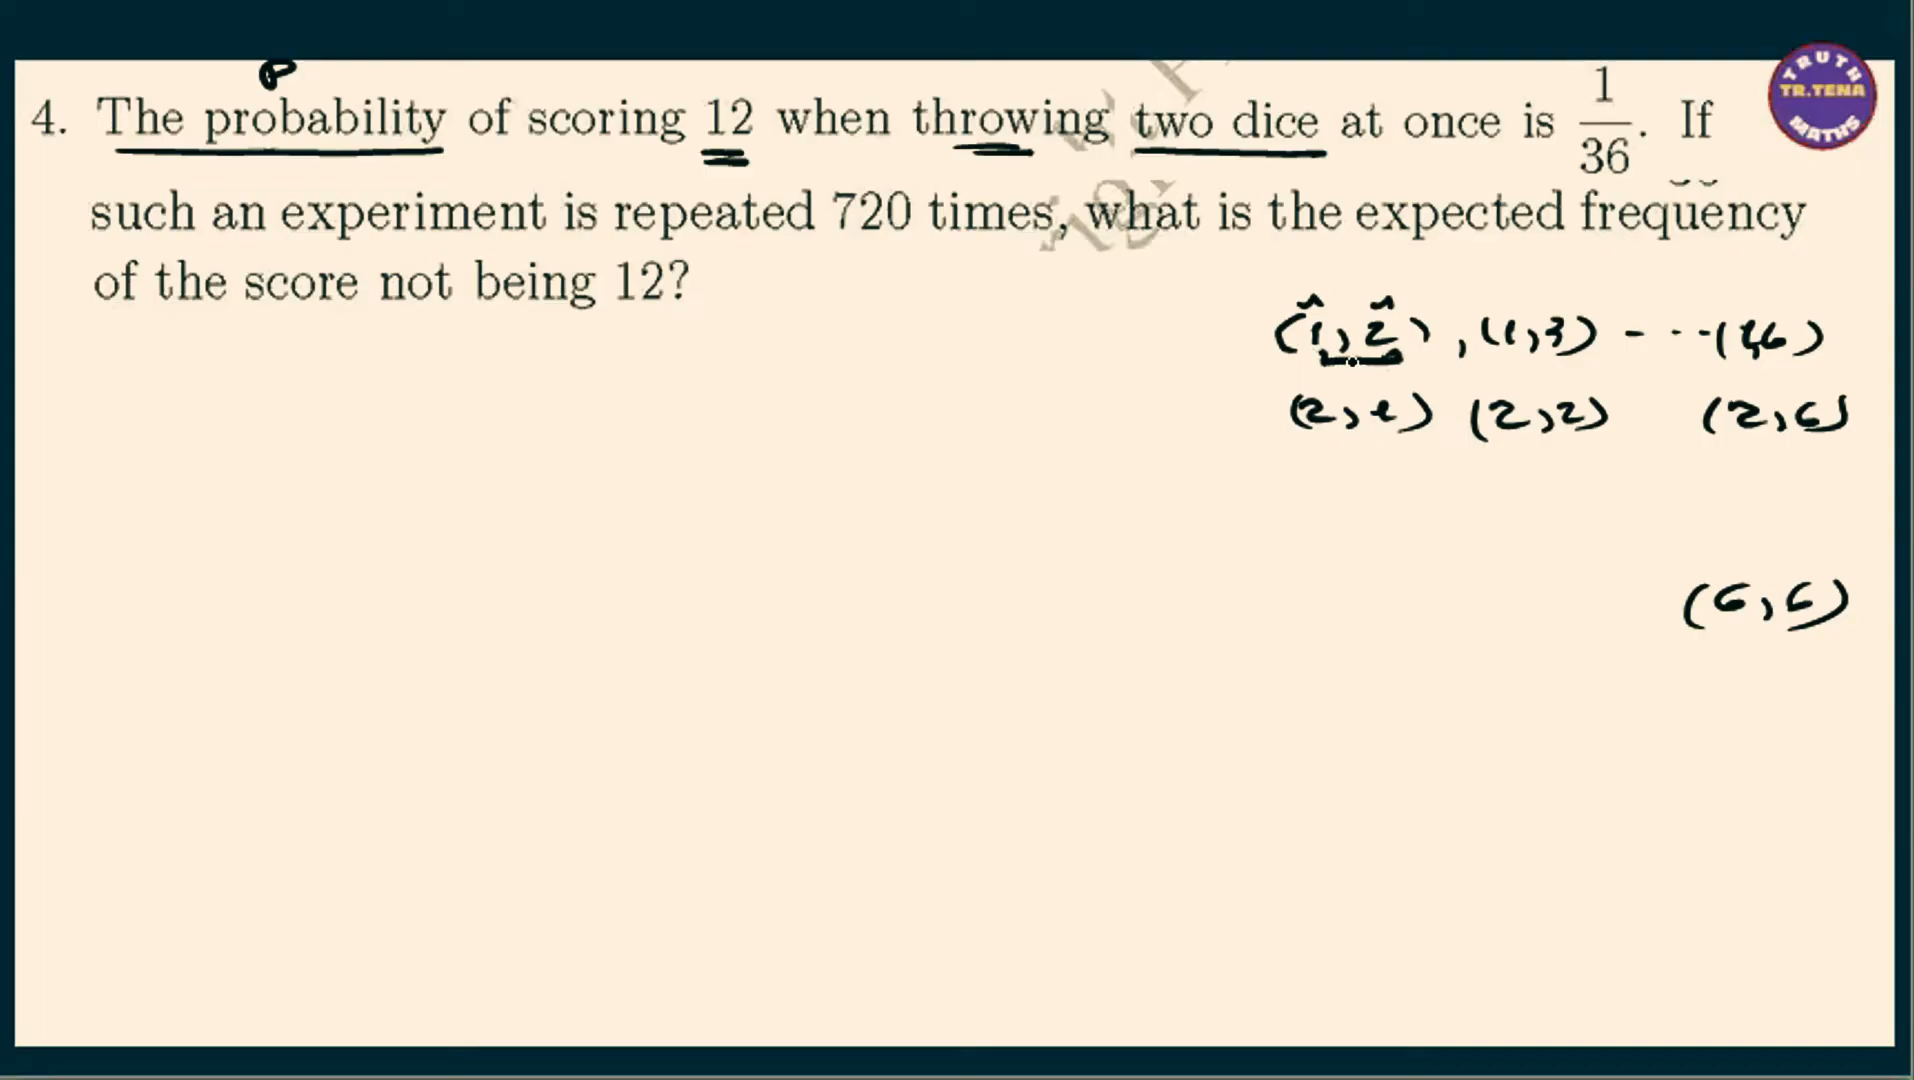 TRUTH
TR.TENA
MATHS
4. The probability of scoring 12 when throwing two dice at once is 1/36. If
such an experiment is repeated 720 times, what is the expected frequency
of the score not being 12?
(1,2), (1,3) - ..(1,6)
(2,1) (2,2) (2,6)
(6,6)